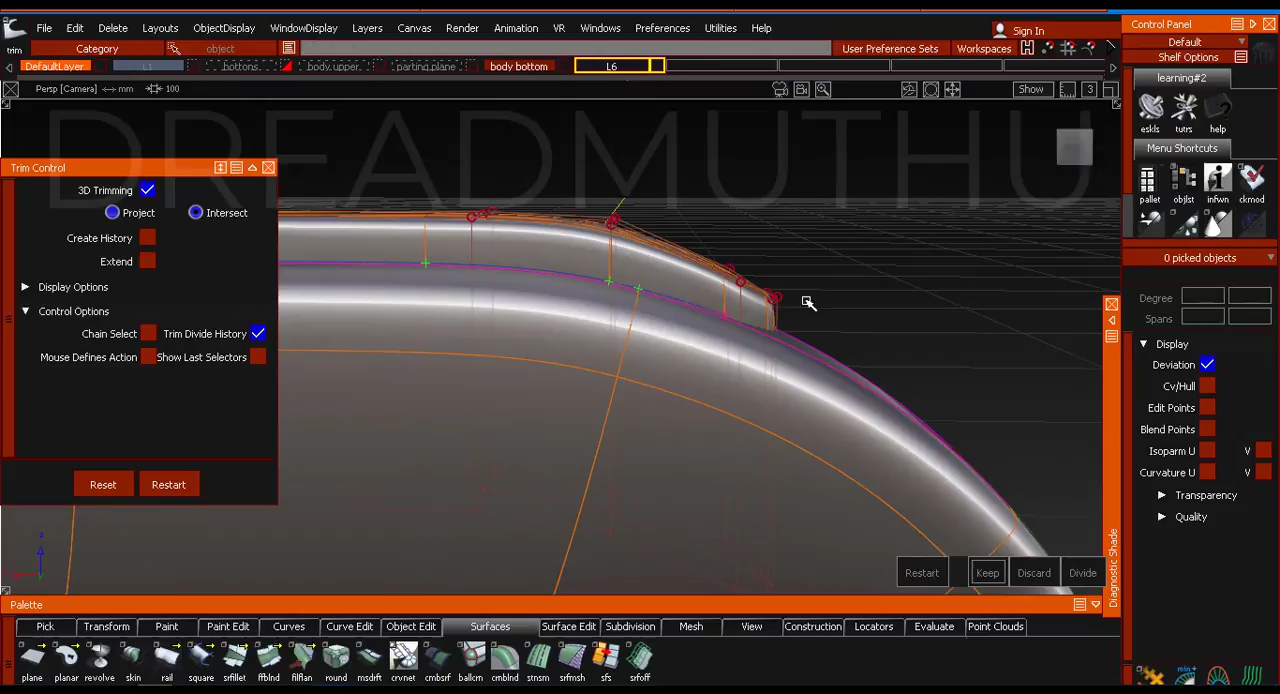 File Edit Delete Layouts ObjectDisplay WindowDisplay Layers Canvas Render Animation VR Windows Preferences Utilities Help
Sign In
trim Category object User Preference Sets Workspaces
DefaultLayer L1 bottons body upper parting plane body bottom L6
Persp [Camera] mm 100 Show 3
DREADMUTHU
Trim Control
3D Trimming
Project Intersect
Create History
Extend
Display Options
Control Options
Chain Select Trim Divide History
Mouse Defines Action Show Last Selectors
Reset Restart
Restart Keep Discard Divide
Control Panel
Default
Shelf Options
learning#2
eskls tutrs help
Menu Shortcuts
pallet objlst infwn ckmod
0 picked objects
Degree
Spans
Display
Deviation
Cv/Hull
Edit Points
Blend Points
Isoparm U V
Curvature U V
Transparency
Quality
Diagnostic Shade
Palette
Pick Transform Paint Paint Edit Curves Curve Edit Object Edit Surfaces Surface Edit Subdivision Mesh View Construction Locators Evaluate Point Clouds
plane planar revolve skin rail square srfillet ffblnd filflan round msdrft crvnet cmbsrf ballcrn cmblnd stnsrn srfmsh sfs srfoff
min